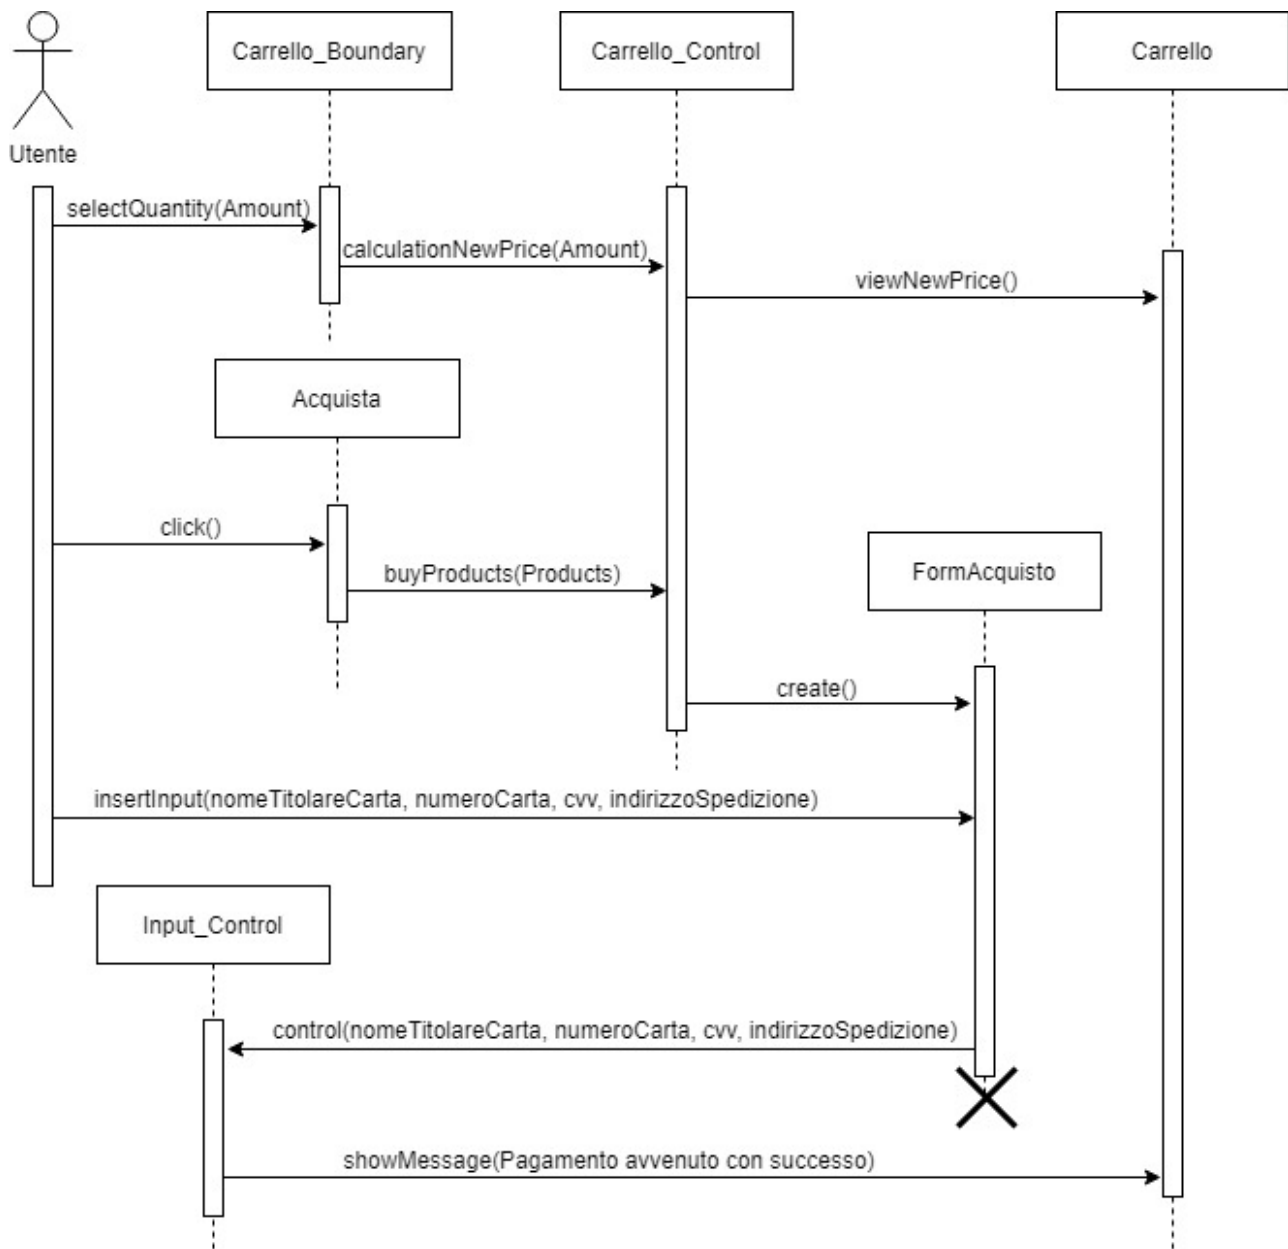 Carrello_Boundary
Carrello_Control
Carrello
Utente
selectQuantity(Amount)
calculationNewPrice(Amount)
viewNewPrice()
Acquista
click()
buyProducts(Products)
FormAcquisto
create()
insertInput(nomeTitolareCarta, numeroCarta, cvv, indirizzoSpedizione)
Input_Control
control(nomeTitolareCarta, numeroCarta, cvv, indirizzoSpedizione)
showMessage(Pagamento avvenuto con successo)